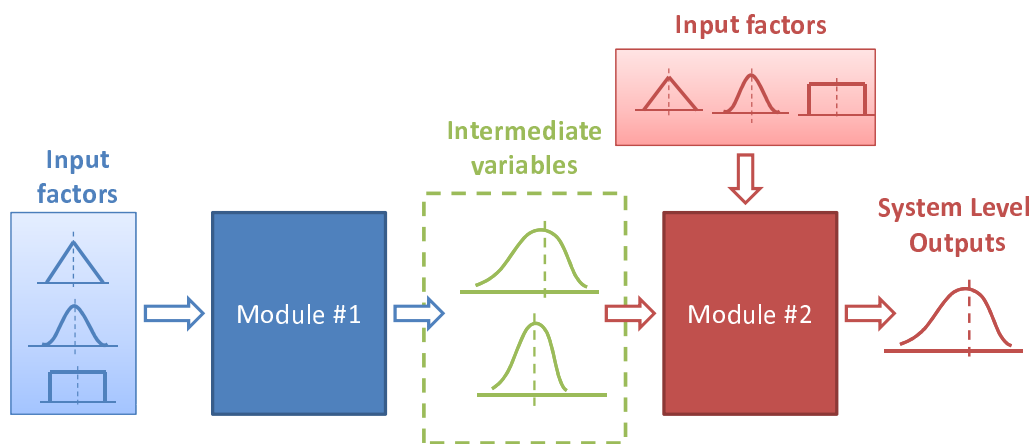 Input factors
Intermediate
variables
Input
factors
System Level
Outputs
Module #1
Module #2